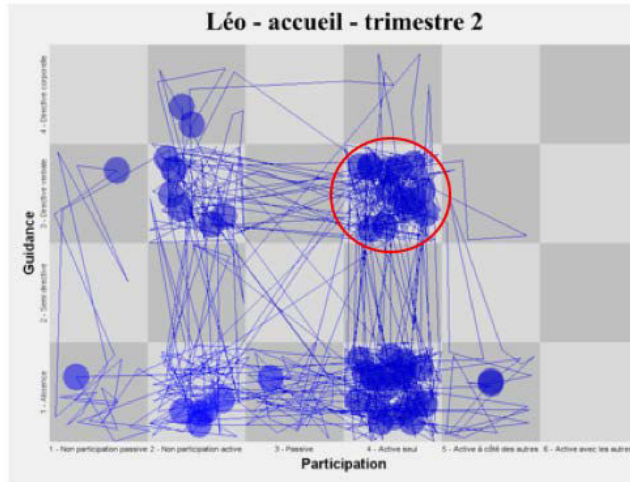 Léo - accueil - trimestre 2
4 - Directive corporelle
3 - Directive verbale
2 - Semi directive
1 - Absence
Guidance
1 - Non participation passive
2 - Non participation active
3 - Passive
4 - Active seul
5 - Active à côté des autres
6 - Active avec les autres
Participation